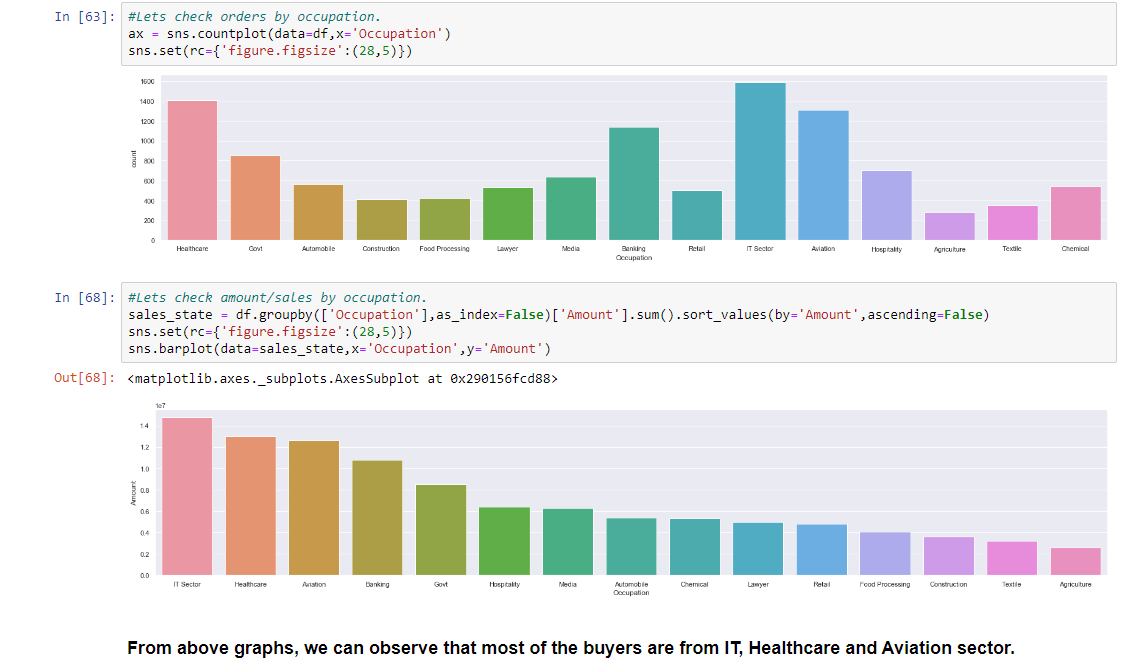 In [63]: #Lets check orders by occupation.
ax = sns.countplot(data=df,x='Occupation')
sns.set(rc={'figure.figsize':(28,5)})
1600
1400
1200
1000
800
600
400
200
0
count
Healthcare Govt Automobile Construction Food Processing Lawyer Media Banking Retail IT Sector Aviation Hospitality Agriculture Textile Chemical
Occupation
In [68]: #Lets check amount/sales by occupation.
sales_state = df.groupby(['Occupation'],as_index=False)['Amount'].sum().sort_values(by='Amount',ascending=False)
sns.set(rc={'figure.figsize':(28,5)})
sns.barplot(data=sales_state,x='Occupation',y='Amount')
Out[68]: <matplotlib.axes._subplots.AxesSubplot at 0x290156fcd88>
1e7
1.4
1.2
1.0
0.8
0.6
0.4
0.2
0.0
Amount
IT Sector Healthcare Aviation Banking Govt Hospitality Media Automobile Chemical Lawyer Retail Food Processing Construction Textile Agriculture
Occupation
From above graphs, we can observe that most of the buyers are from IT, Healthcare and Aviation sector.